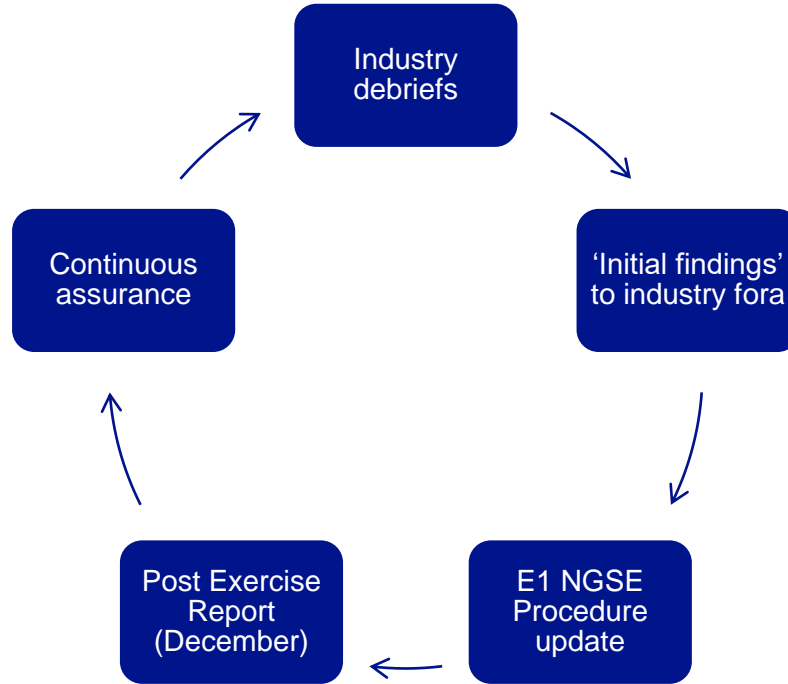 Industry
debriefs
‘Initial findings’
to industry fora
E1 NGSE
Procedure
update
Post Exercise
Report
(December)
Continuous
assurance